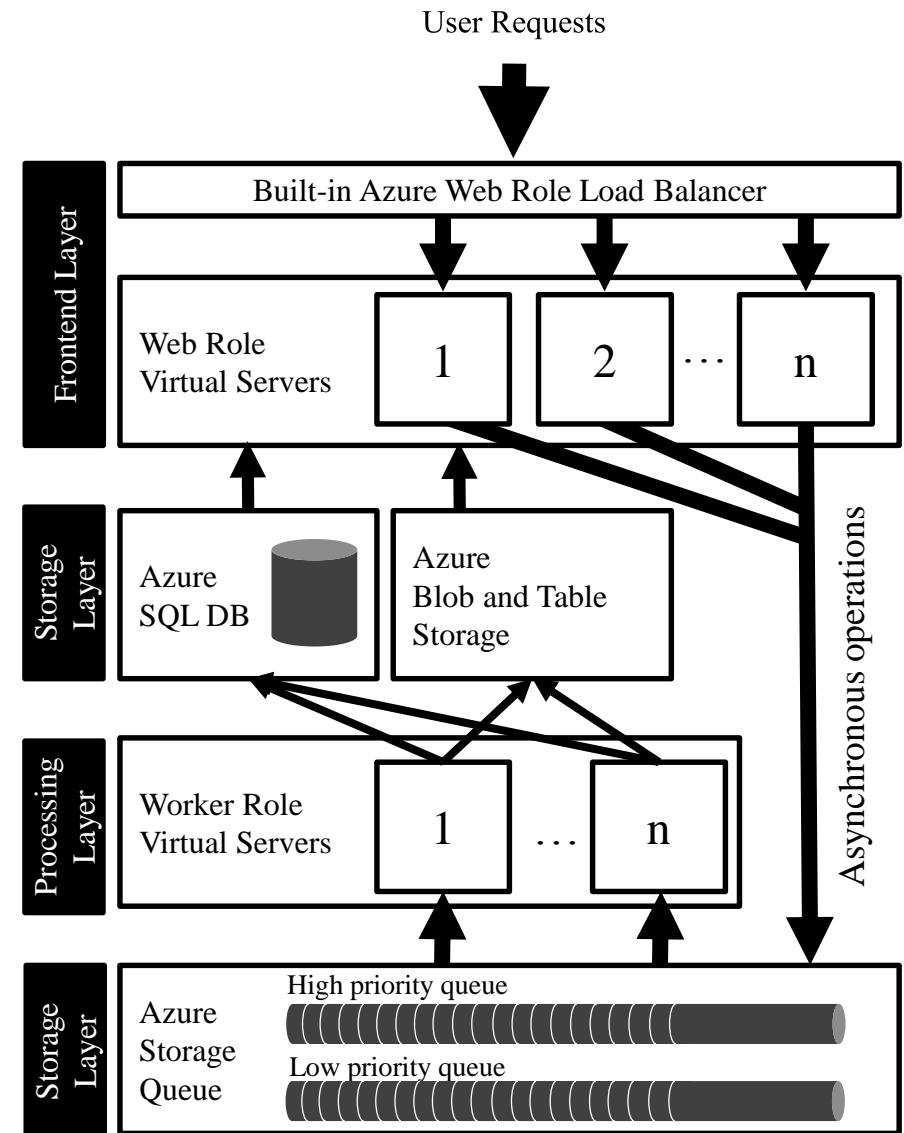 User Requests
Frontend Layer
Built-in Azure Web Role Load Balancer
Web Role
Virtual Servers
1
2
...
n
Storage
Layer
Azure
SQL DB
Azure
Blob and Table
Storage
Asynchronous operations
Processing
Layer
Worker Role
Virtual Servers
1
...
n
Storage
Layer
Azure
Storage
Queue
High priority queue
Low priority queue